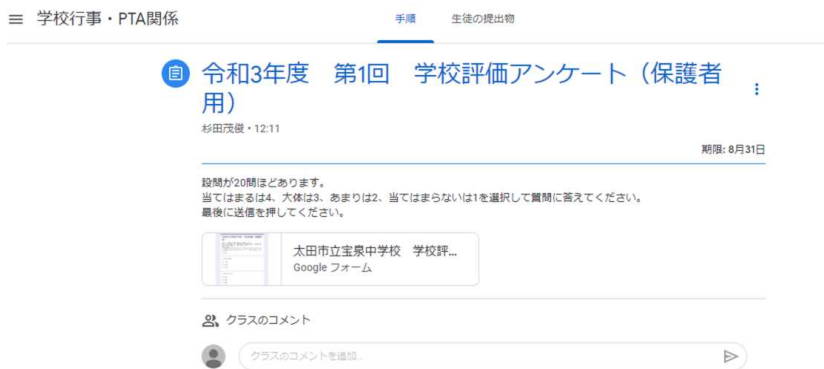 学校行事・PTA関係
手順
生徒の提出物
令和3年度　第1回　学校評価アンケート（保護者
用）
杉田茂俊・12:11
期限: 8月31日
設問が20問ほどあります。
当てはまるは4、大体は3、あまりは2、当てはまらないは1を選択して質問に答えてください。
最後に送信を押してください。
太田市立宝泉中学校　学校評...
Google フォーム
クラスのコメント
クラスのコメントを追加...